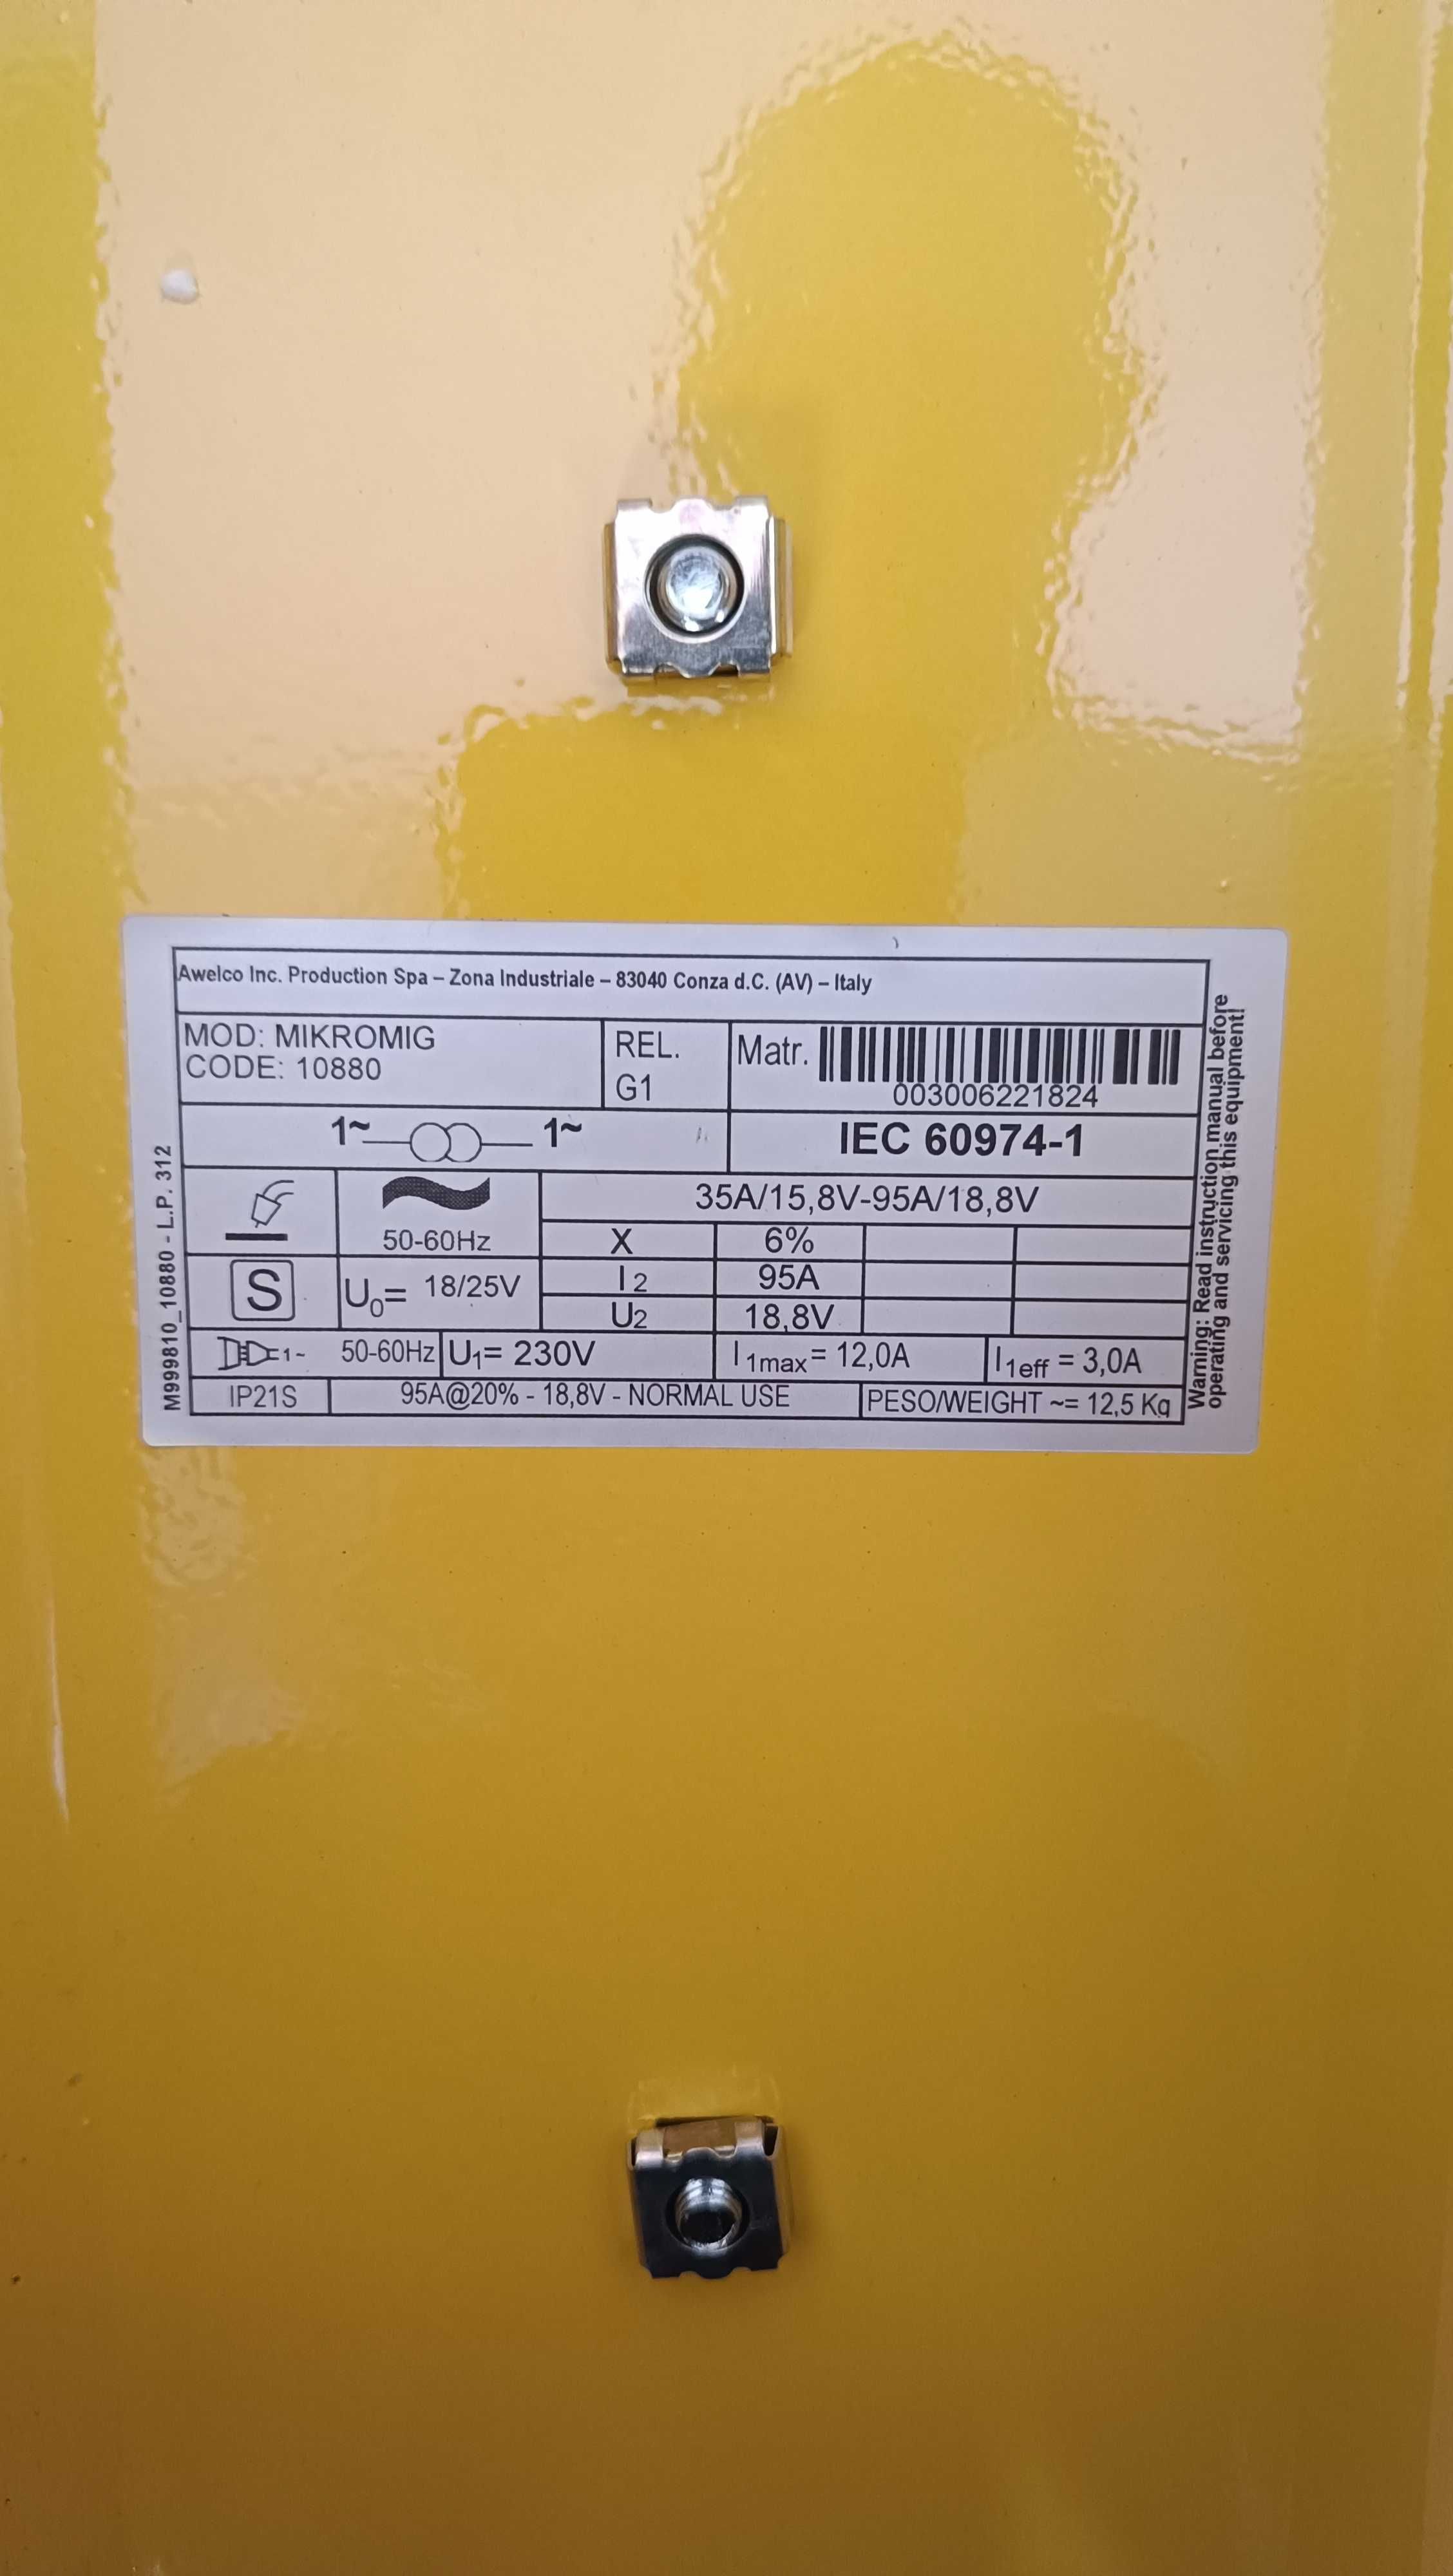 Awelco Inc. Production Spa – Zona Industriale – 83040 Conza d.C. (AV) – Italy
MOD: MIKROMIG
CODE: 10880
REL.
G1
Matr.
003006221824
1~ 1~
IEC 60974-1
35A/15,8V-95A/18,8V
50-60Hz
X 6%
I2 95A
S
U0= 18/25V
U2 18,8V
1~ 50-60Hz U1= 230V I1max= 12,0A I1eff = 3,0A
IP21S 95A@20% - 18,8V - NORMAL USE PESO/WEIGHT ~= 12,5 Kg
M999810_10880 - L.P. 312
Warning: Read instruction manual before
operating and servicing this equipment!